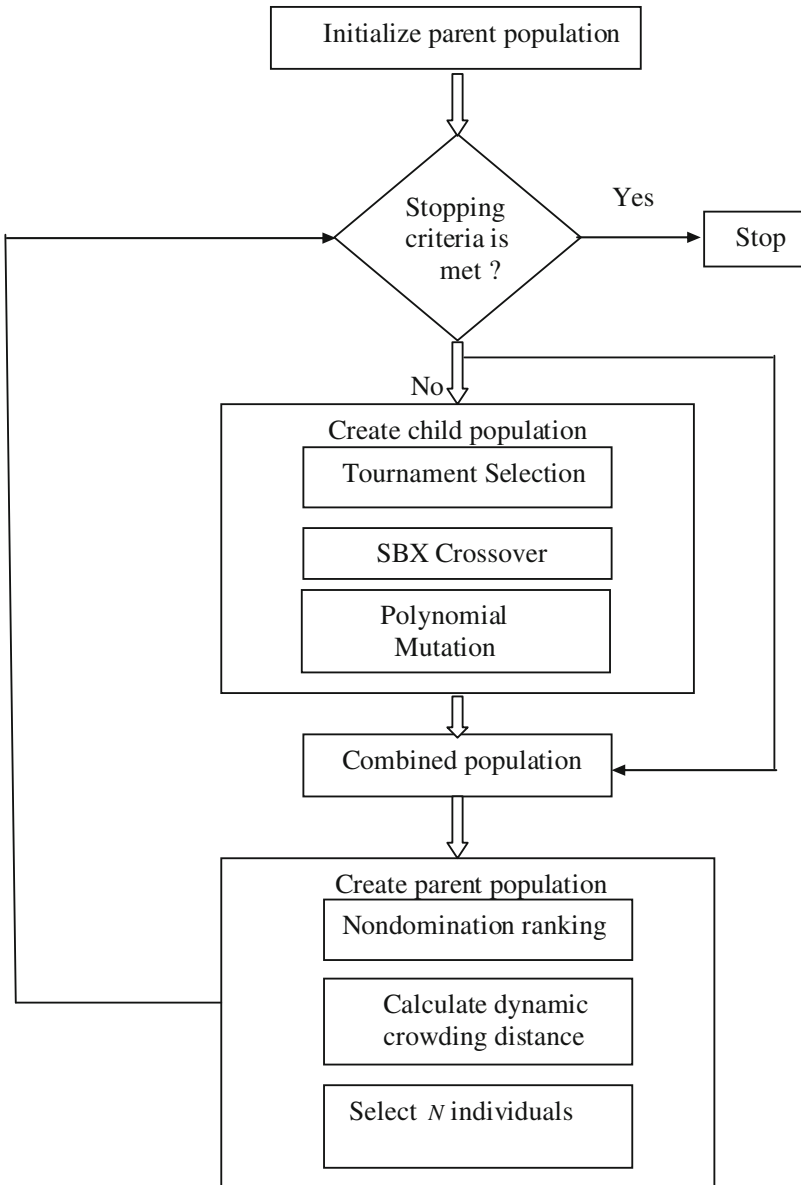 Initialize parent population
Stopping
criteria is
met ?
Yes
Stop
No
Create child population
Tournament Selection
SBX Crossover
Polynomial
Mutation
Combined population
Create parent population
Nondomination ranking
Calculate dynamic
crowding distance
Select N individuals